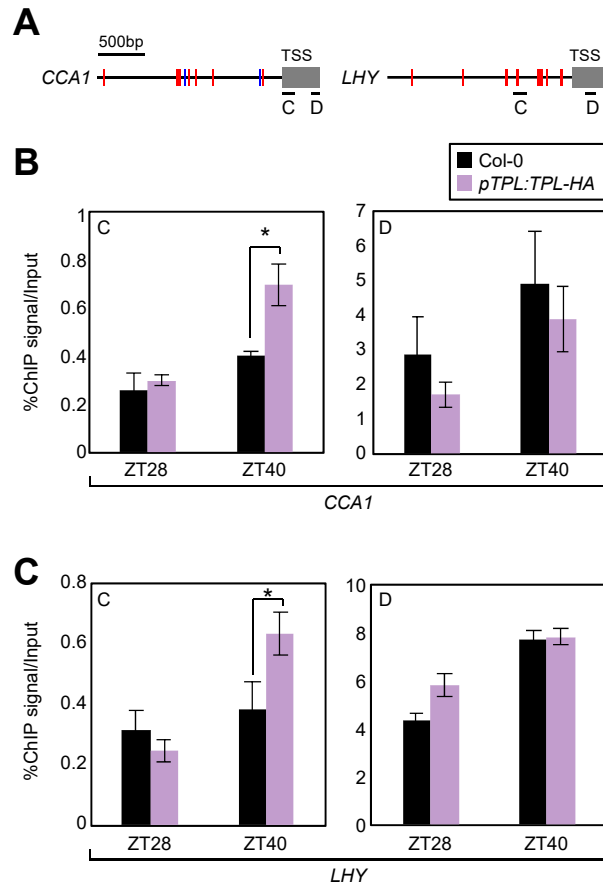 A
500bp
TSS
CCA1
C
D
TSS
LHY
C
D
Col-0
pTPL:TPL-HA
B
%ChIP signal/Input
1
0.8
0.6
0.4
0.2
0
C
*
ZT28
ZT40
7
6
5
4
3
2
1
0
D
ZT28
ZT40
CCA1
C
%ChIP signal/Input
0.8
0.6
0.4
0.2
0
C
*
ZT28
ZT40
10
8
6
4
2
0
D
ZT28
ZT40
LHY